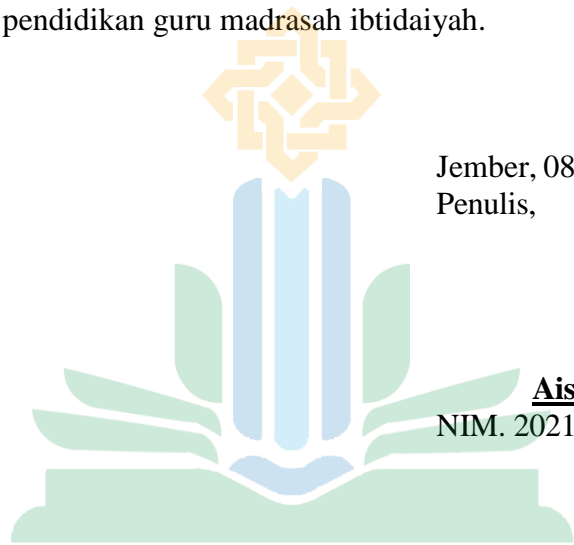 pendidikan guru madrasah ibtidaiyah.
Jember, 08
Penulis,
Ais
NIM. 2021